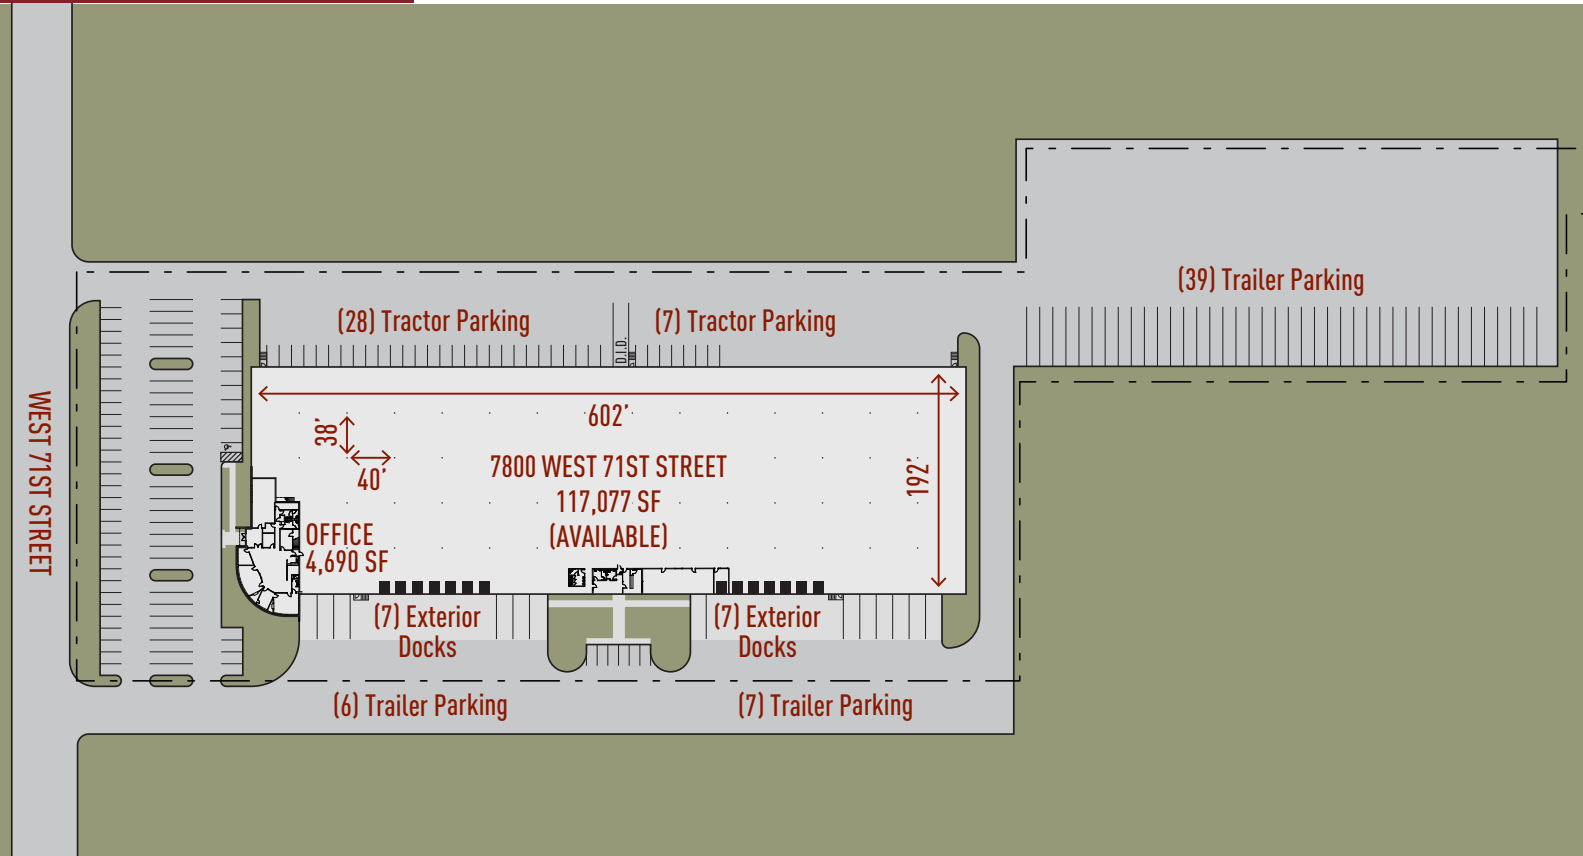 (39) Trailer Parking
(28) Tractor Parking
(7) Tractor Parking
D.I.D.
602'
38'
40'
7800 WEST 71ST STREET
117,077 SF
(AVAILABLE)
192'
WEST 71ST STREET
OFFICE
4,690 SF
(7) Exterior
Docks
(7) Exterior
Docks
(6) Trailer Parking
(7) Trailer Parking